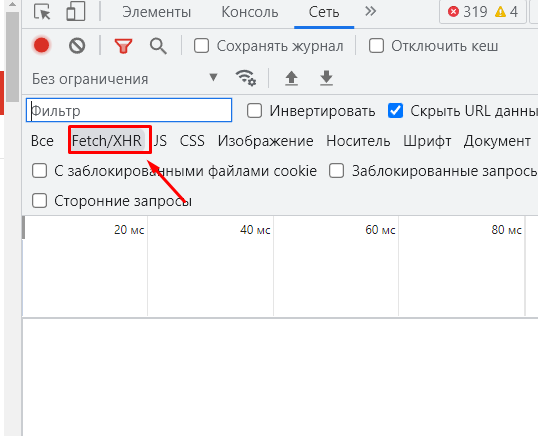 Элементы Консоль Сеть 319 4
Сохранять журнал Отключить кеш
Без ограничения
Фильтр Инвертировать Скрыть URL данны
Все Fetch/XHR JS CSS Изображение Носитель Шрифт Документ
С заблокированными файлами cookie Заблокированные запросы
Сторонние запросы
20 мс 40 мс 60 мс 80 мс